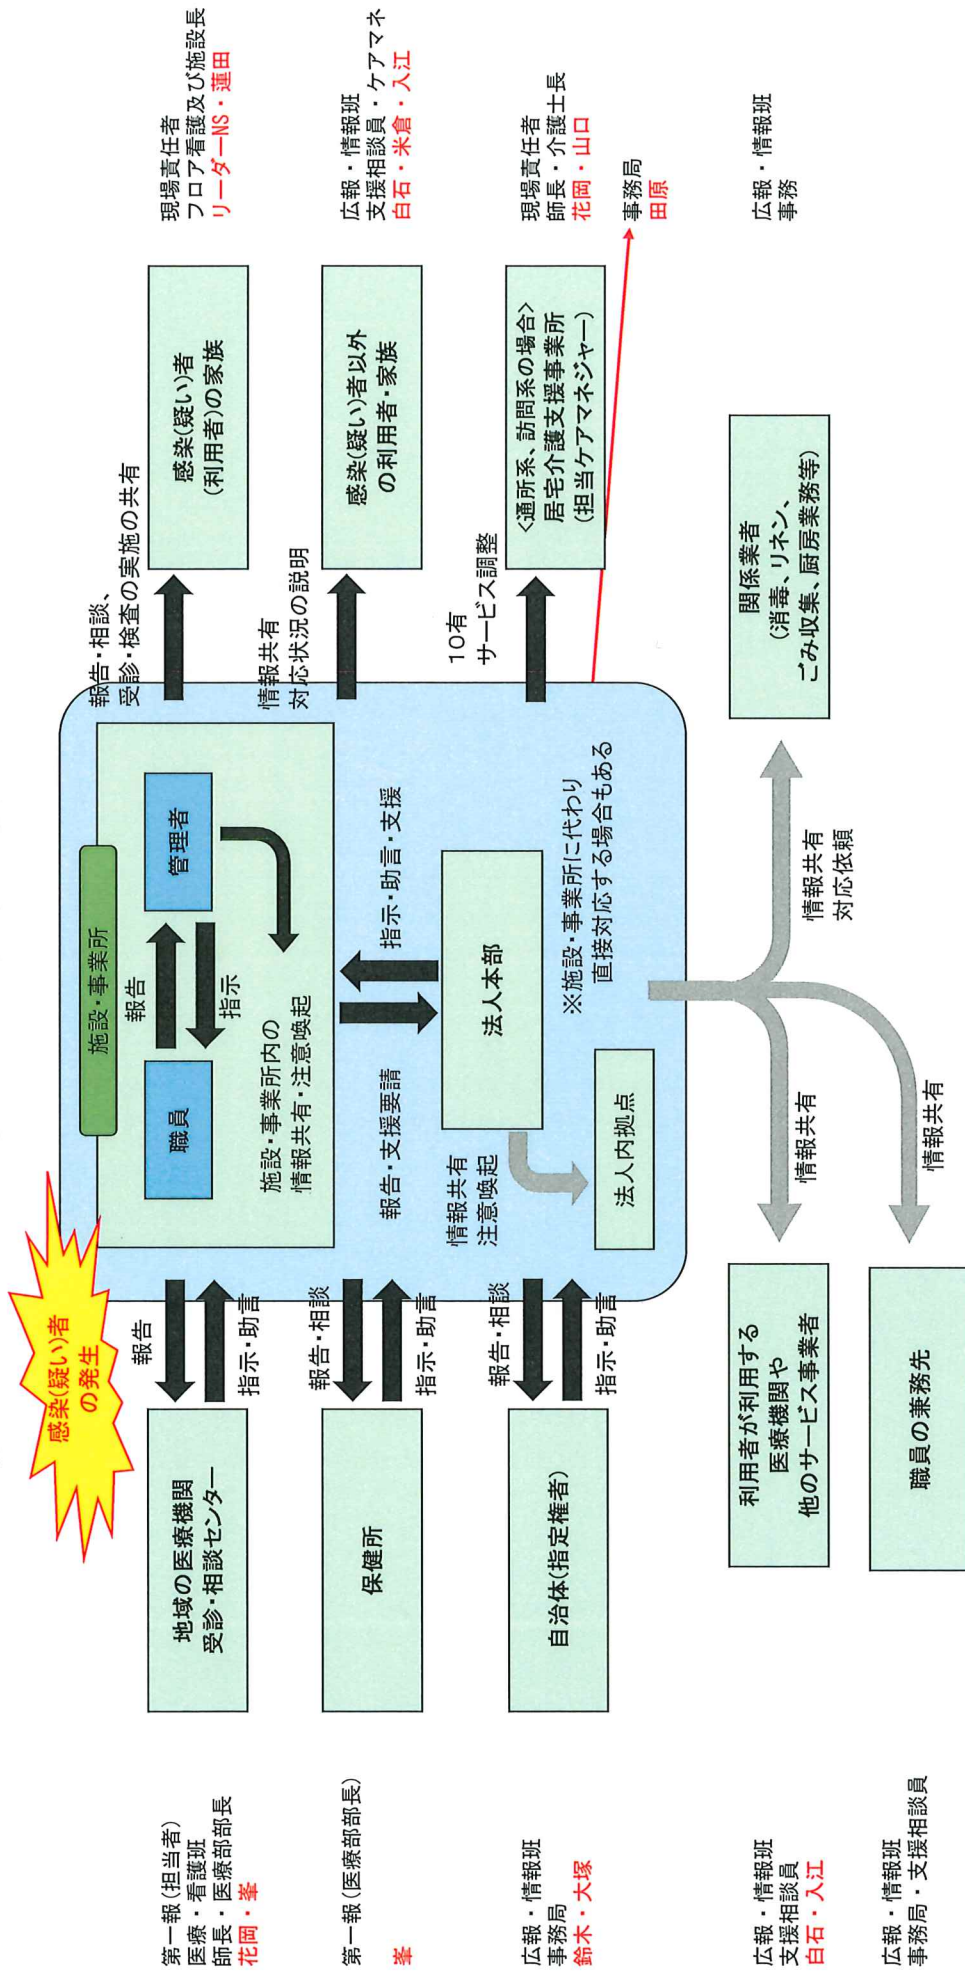 感染(疑い)者
の発生
第一報(担当者)
医療・看護班
師長・医療部部長
花岡・峯
地域の医療機関
受診・相談センター
報告
指示・助言
第一報(医療部部長)
峯
保健所
報告・相談
指示・助言
広報・情報班
事務局
鈴木・大塚
自治体(指定権者)
報告・相談
指示・助言
施設・事業所
職員
報告
指示
管理者
施設・事業所内の
情報共有・注意喚起
報告・支援要請
指示・助言・支援
法人本部
情報共有
注意喚起
法人内拠点
※施設・事業所に代わり
直接対応する場合もある
報告・相談、
受診・検査の実施の共有
感染(疑い)者
(利用者)の家族
現場責任者
フロア看護及び施設長
リーダーNS・蓮田
情報共有
対応状況の説明
感染(疑い)者以外
の利用者・家族
広報・情報班
支援相談員・ケアマネ
白石・米倉・入江
10有
サービス調整
<通所系、訪問系の場合>
居宅介護支援事業所
(担当ケアマネジャー)
現場責任者
師長・介護士長
花岡・山口
事務局
田原
広報・情報班
支援相談員
白石・入江
利用者が利用する
医療機関や
他のサービス事業者
情報共有
情報共有
対応依頼
関係業者
(消毒、リネン、
ごみ収集、厨房業務等)
広報・情報班
事務
広報・情報班
事務局・支援相談員
職員の兼務先
情報共有